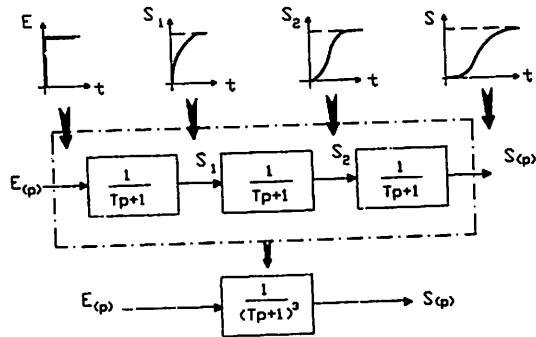 E S₁ S₂ S
t t t t
S₁ S₂ S(p)
E(p) 1/(Tp+1) 1/(Tp+1) 1/(Tp+1)
E(p) 1/(Tp+1)³ S(p)